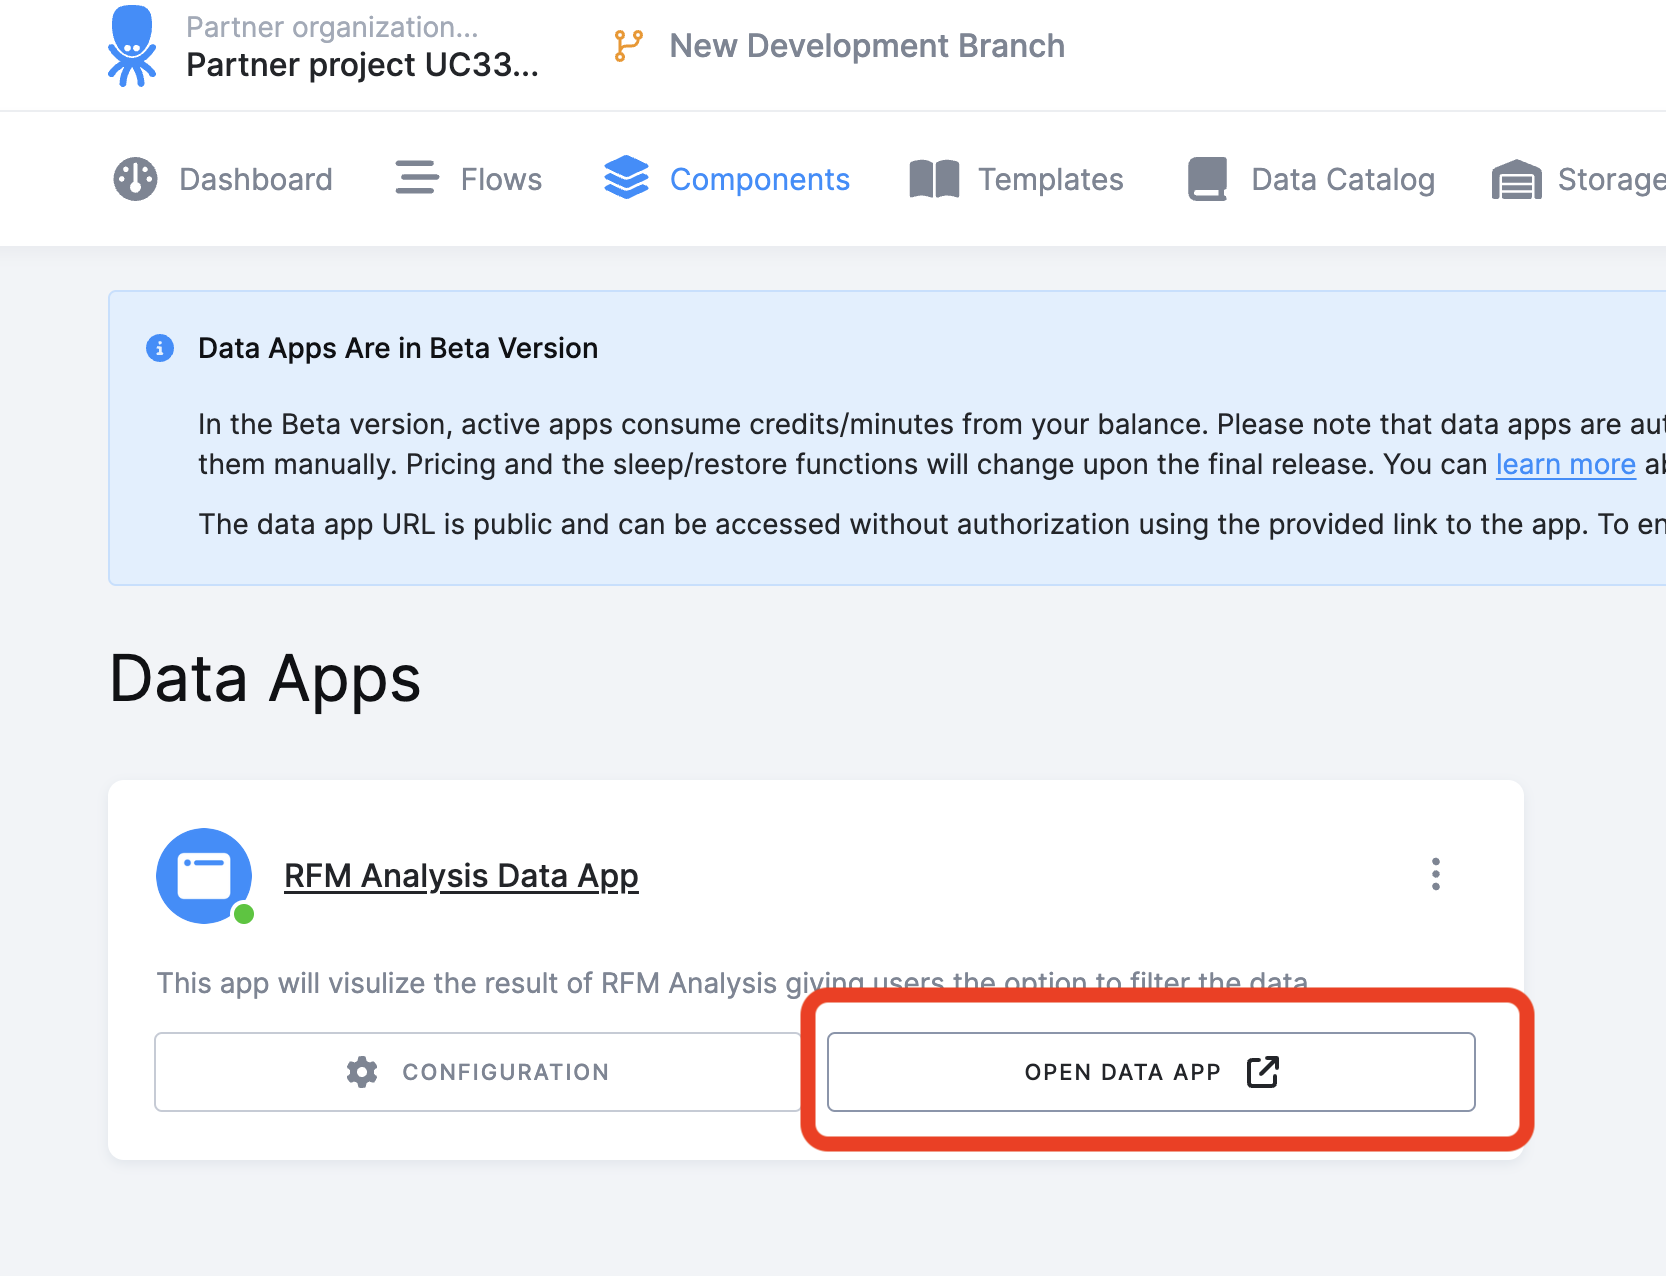 Partner organization...
Partner project UC33...
New Development Branch
Dashboard Flows Components Templates Data Catalog Storage
Data Apps Are in Beta Version
In the Beta version, active apps consume credits/minutes from your balance. Please note that data apps are
them manually. Pricing and the sleep/restore functions will change upon the final release. You can learn more
The data app URL is public and can be accessed without authorization using the provided link to the app. To
Data Apps
RFM Analysis Data App
This app will visulize the result of RFM Analysis giving users the option to filter the data
CONFIGURATION
OPEN DATA APP